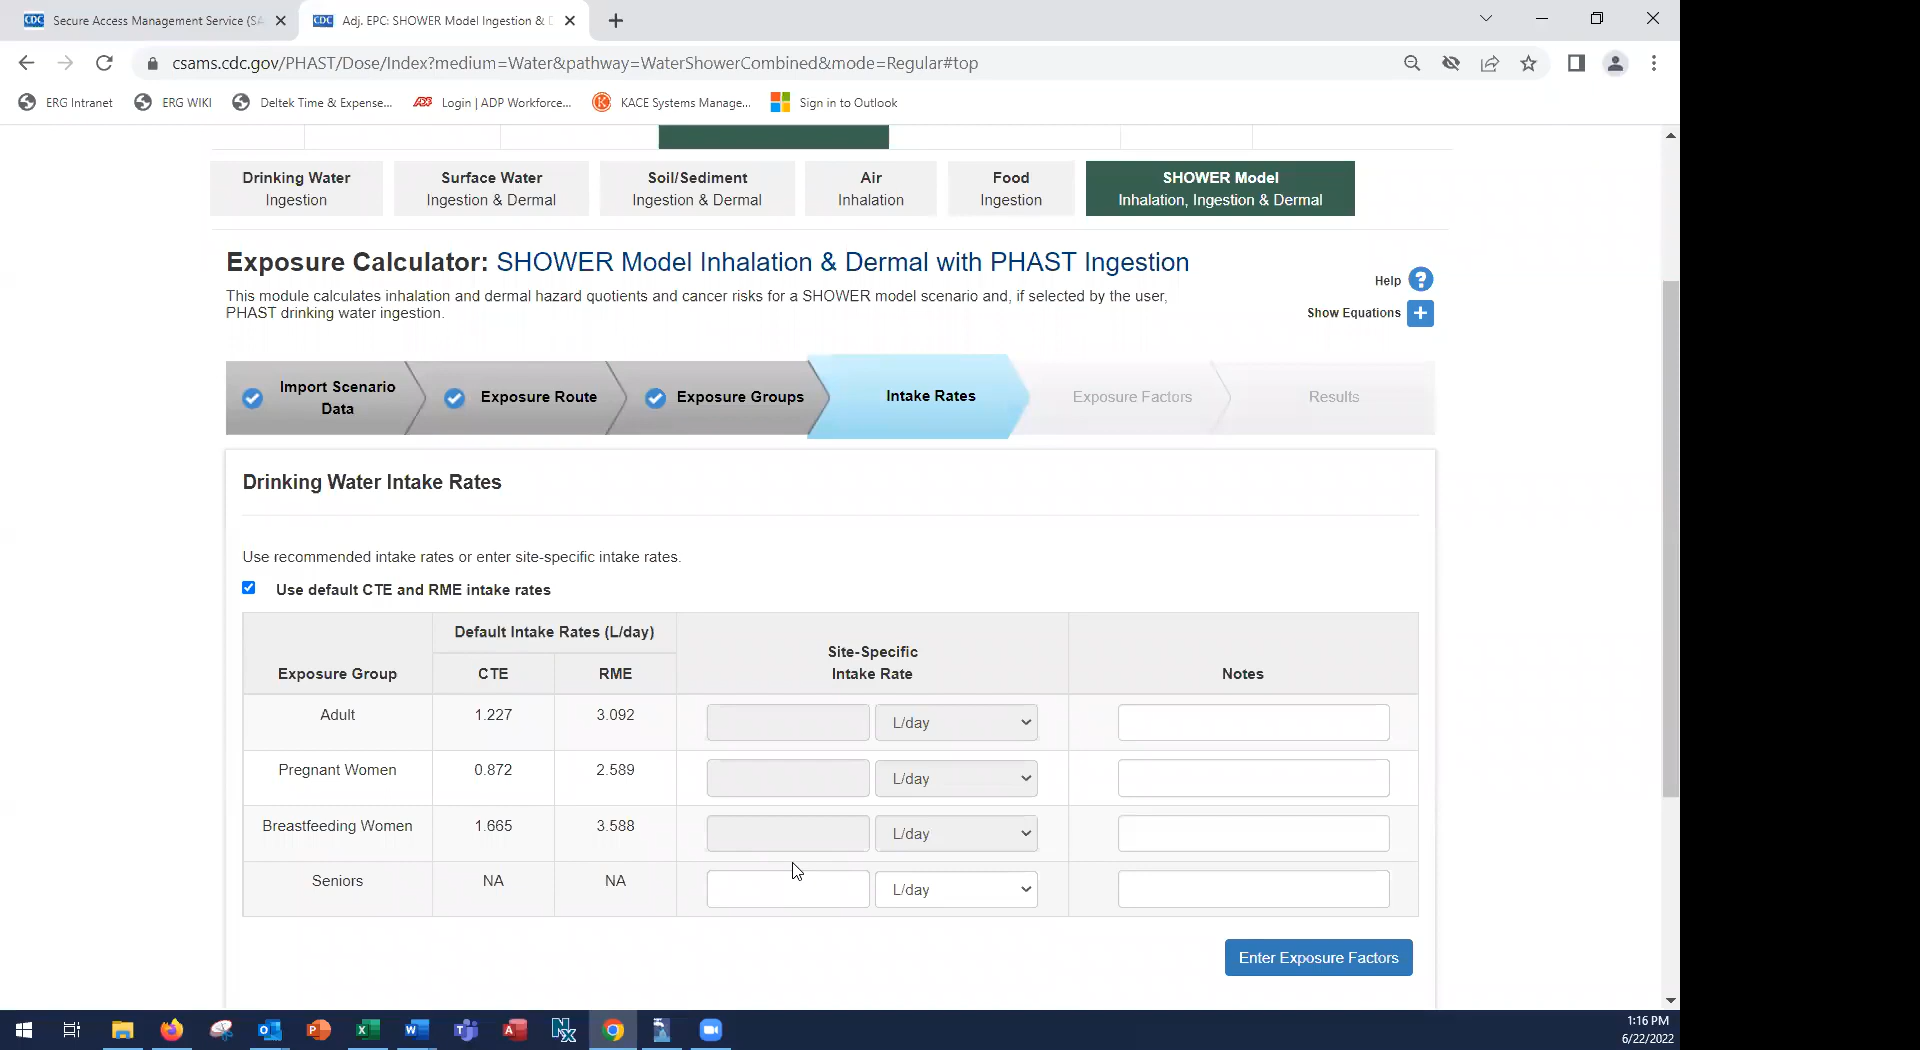 CDC Secure Access Management Service (SA
CDC Adj. EPC: SHOWER Model Ingestion &
csams.cdc.gov/PHAST/Dose/Index?medium=Water&pathway=WaterShowerCombined&mode=Regular#top
ERG Intranet
ERG WIKI
Deltek Time & Expense...
Login | ADP Workforce...
KACE Systems Manage...
Sign in to Outlook
Drinking Water
Ingestion
Surface Water
Ingestion & Dermal
Soil/Sediment
Ingestion & Dermal
Air
Inhalation
Food
Ingestion
SHOWER Model
Inhalation, Ingestion & Dermal
Exposure Calculator: SHOWER Model Inhalation & Dermal with PHAST Ingestion
This module calculates inhalation and dermal hazard quotients and cancer risks for a SHOWER model scenario and, if selected by the user,
PHAST drinking water ingestion.
Help ?
Show Equations +
Import Scenario
Data
Exposure Route
Exposure Groups
Intake Rates
Exposure Factors
Results
Drinking Water Intake Rates
Use recommended intake rates or enter site-specific intake rates.
Use default CTE and RME intake rates
Exposure Group
Default Intake Rates (L/day)
CTE
RME
Site-Specific
Intake Rate
Notes
Adult 1.227 3.092 L/day
Pregnant Women 0.872 2.589 L/day
Breastfeeding Women 1.665 3.588 L/day
Seniors NA NA L/day
Enter Exposure Factors
1:16 PM
6/22/2022